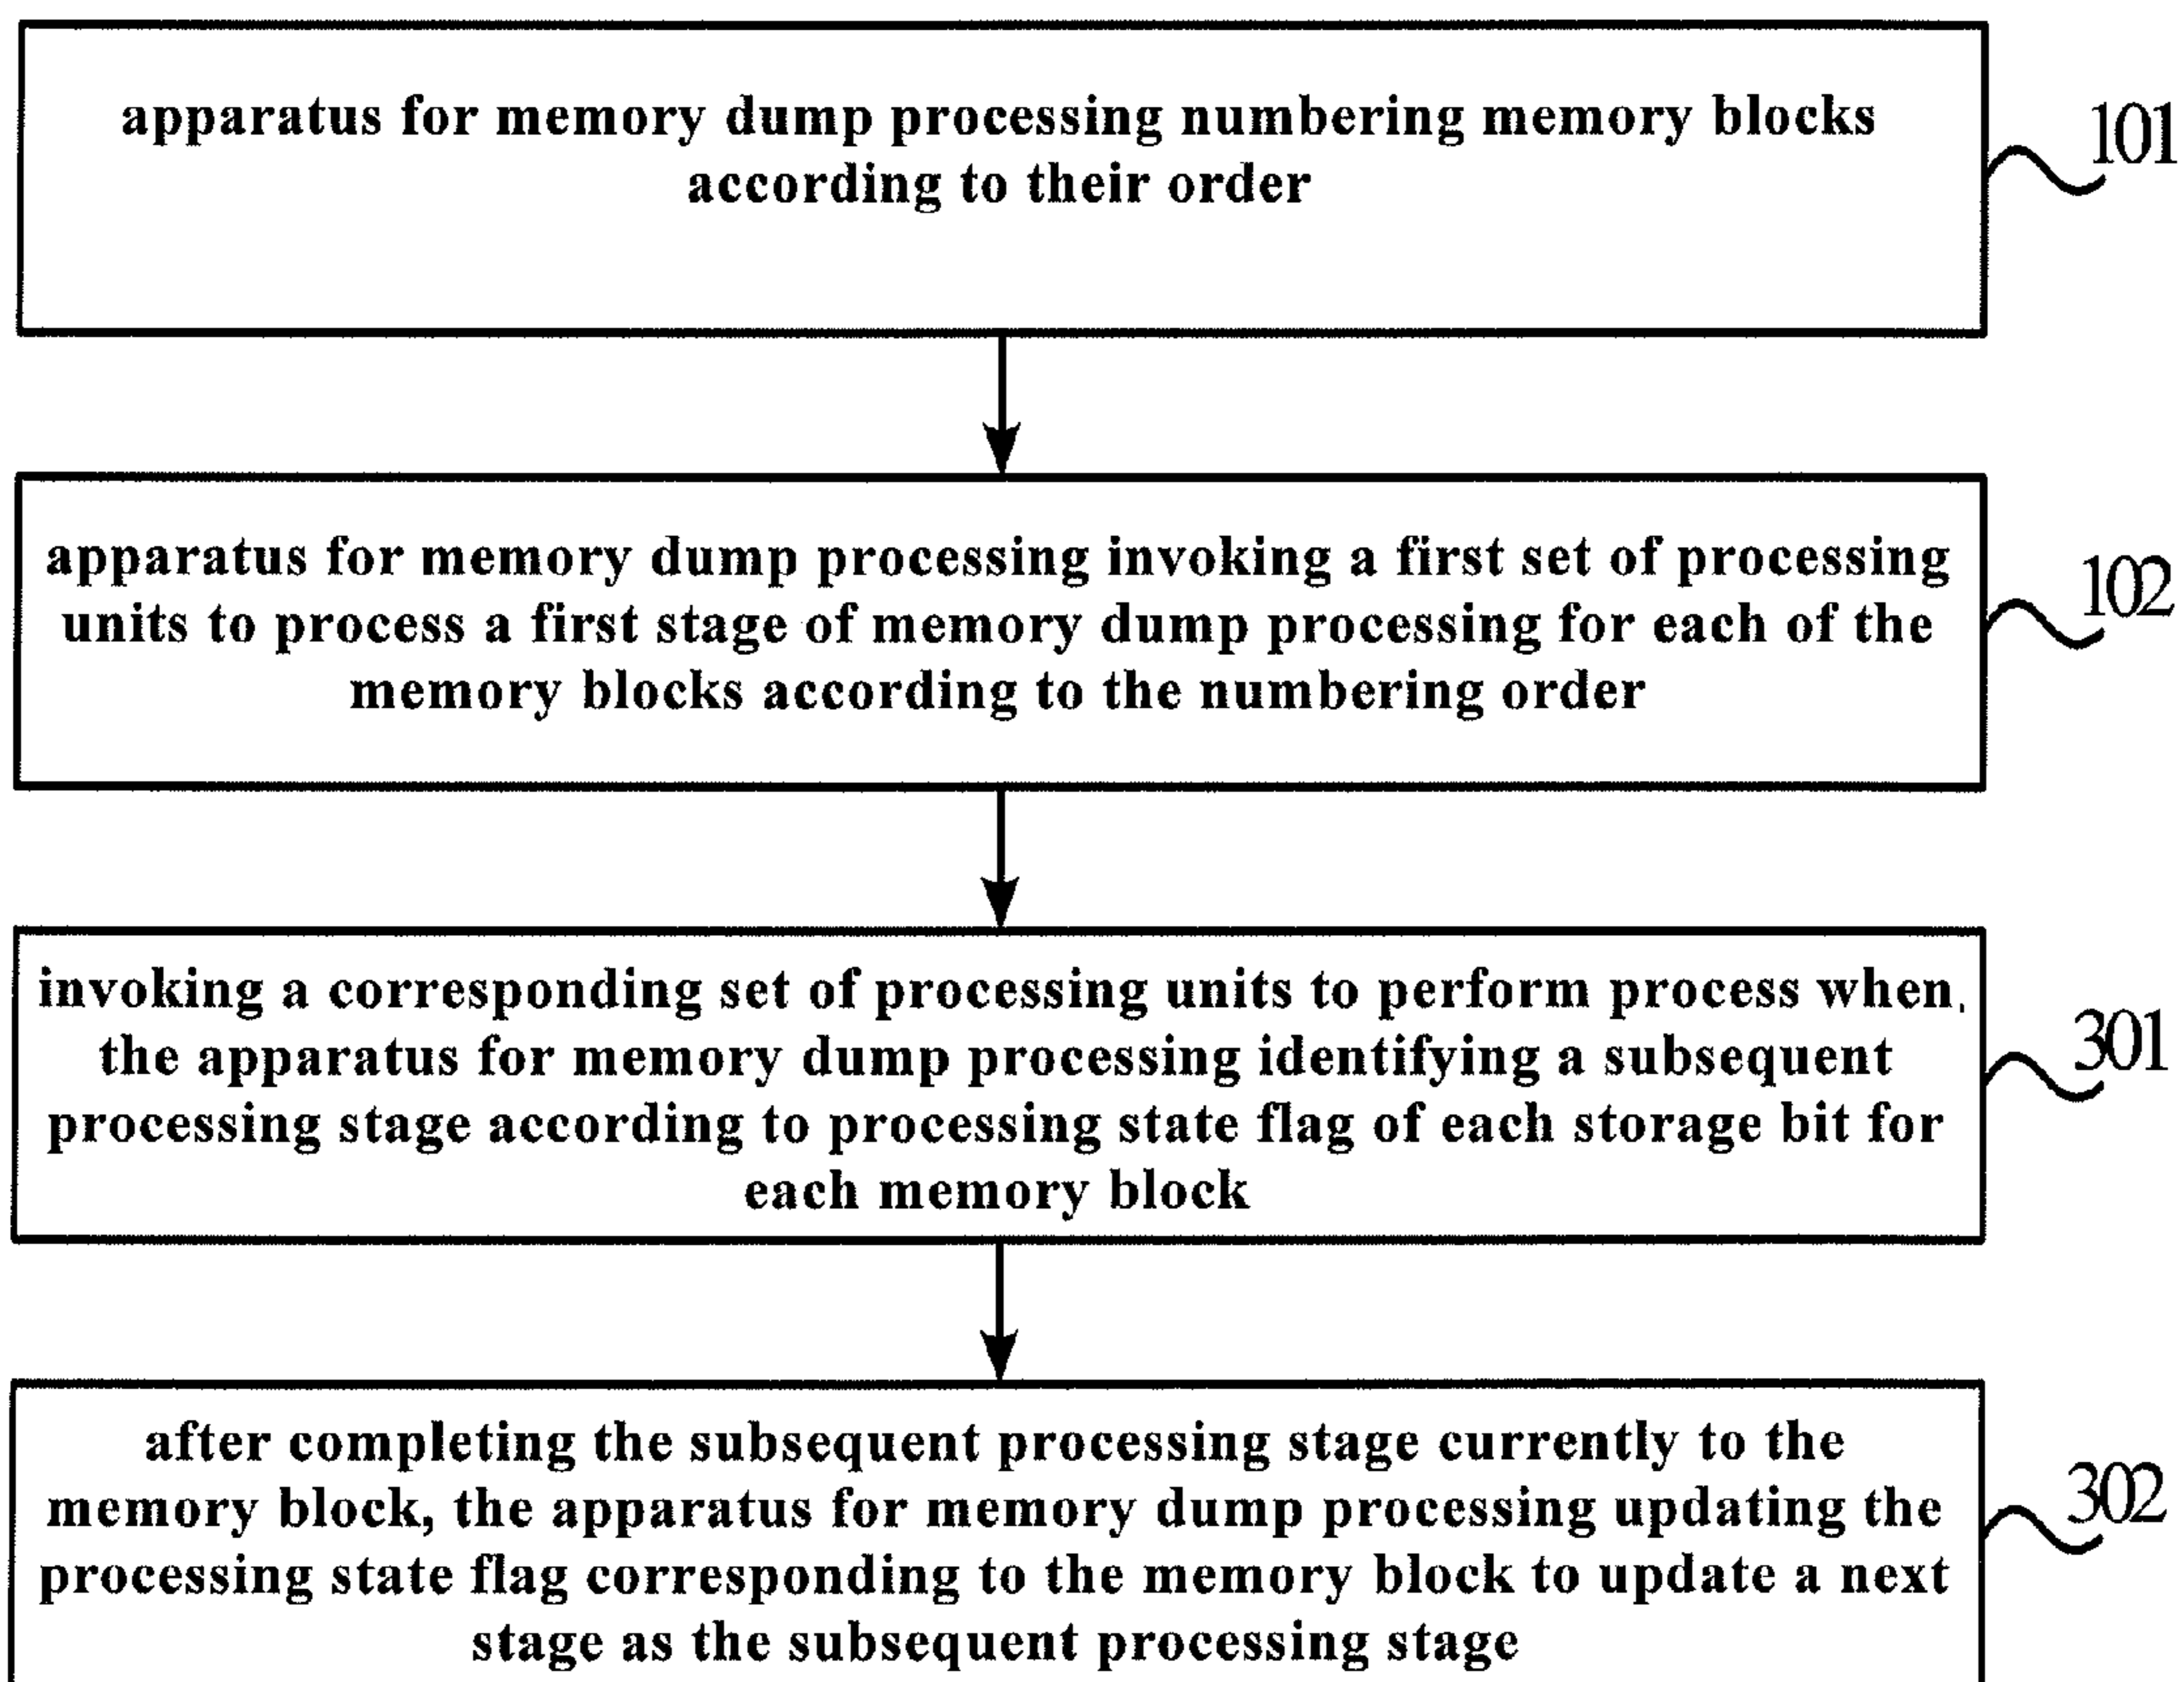 apparatus for memory dump processing numbering memory blocks
according to their order
101
apparatus for memory dump processing invoking a first set of processing
units to process a first stage of memory dump processing for each of the
memory blocks according to the numbering order
102
invoking a corresponding set of processing units to perform process when
the apparatus for memory dump processing identifying a subsequent
processing stage according to processing state flag of each storage bit for
each memory block
301
after completing the subsequent processing stage currently to the
memory block, the apparatus for memory dump processing updating the
processing state flag corresponding to the memory block to update a next
stage as the subsequent processing stage
302